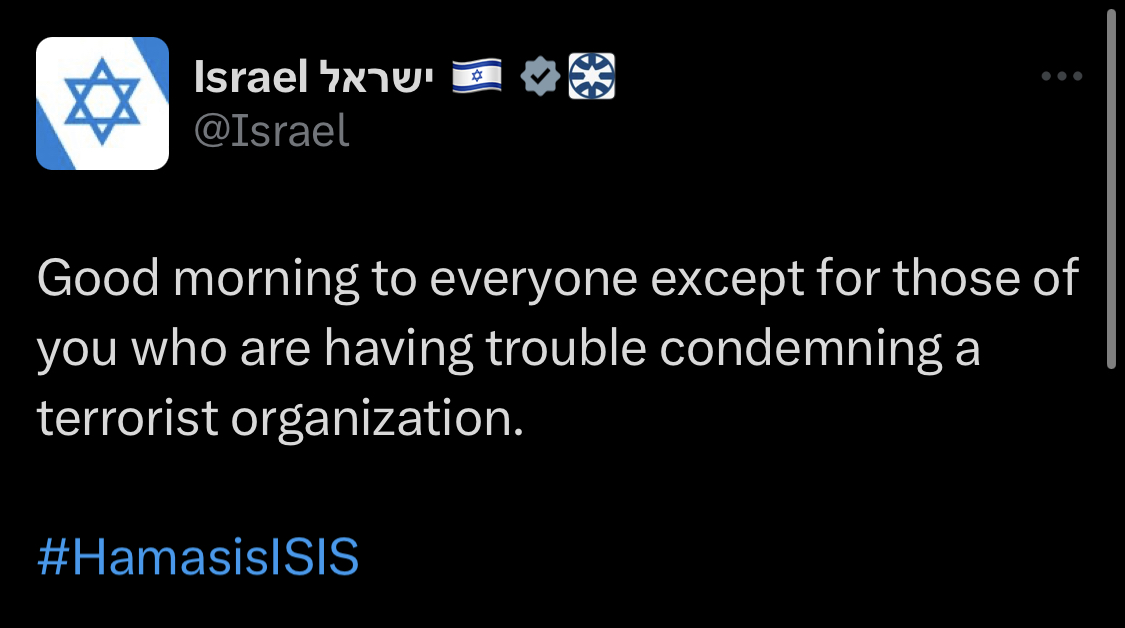 Israel ישראל 🇮🇱
@Israel
Good morning to everyone except for those of
you who are having trouble condemning a
terrorist organization.
#HamasisISIS